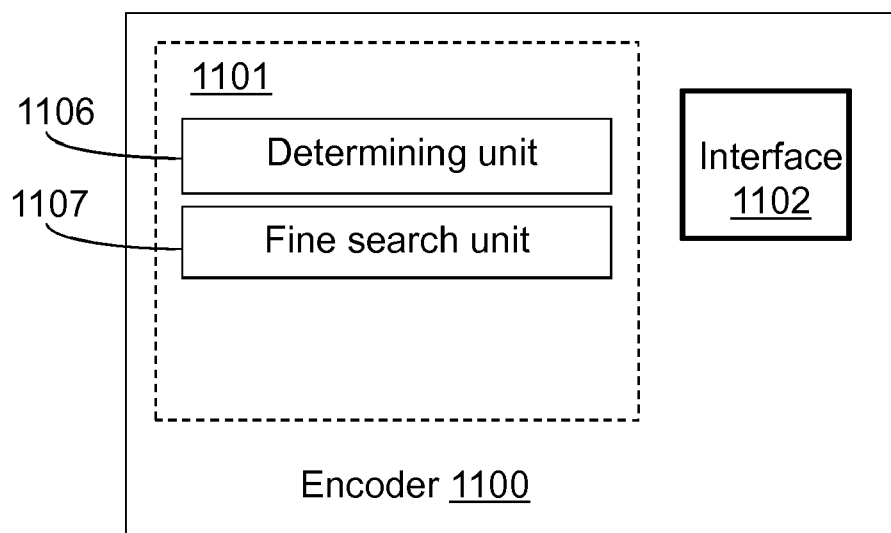 1101
1106
Determining unit
Interface
1102
1107
Fine search unit
Encoder 1100